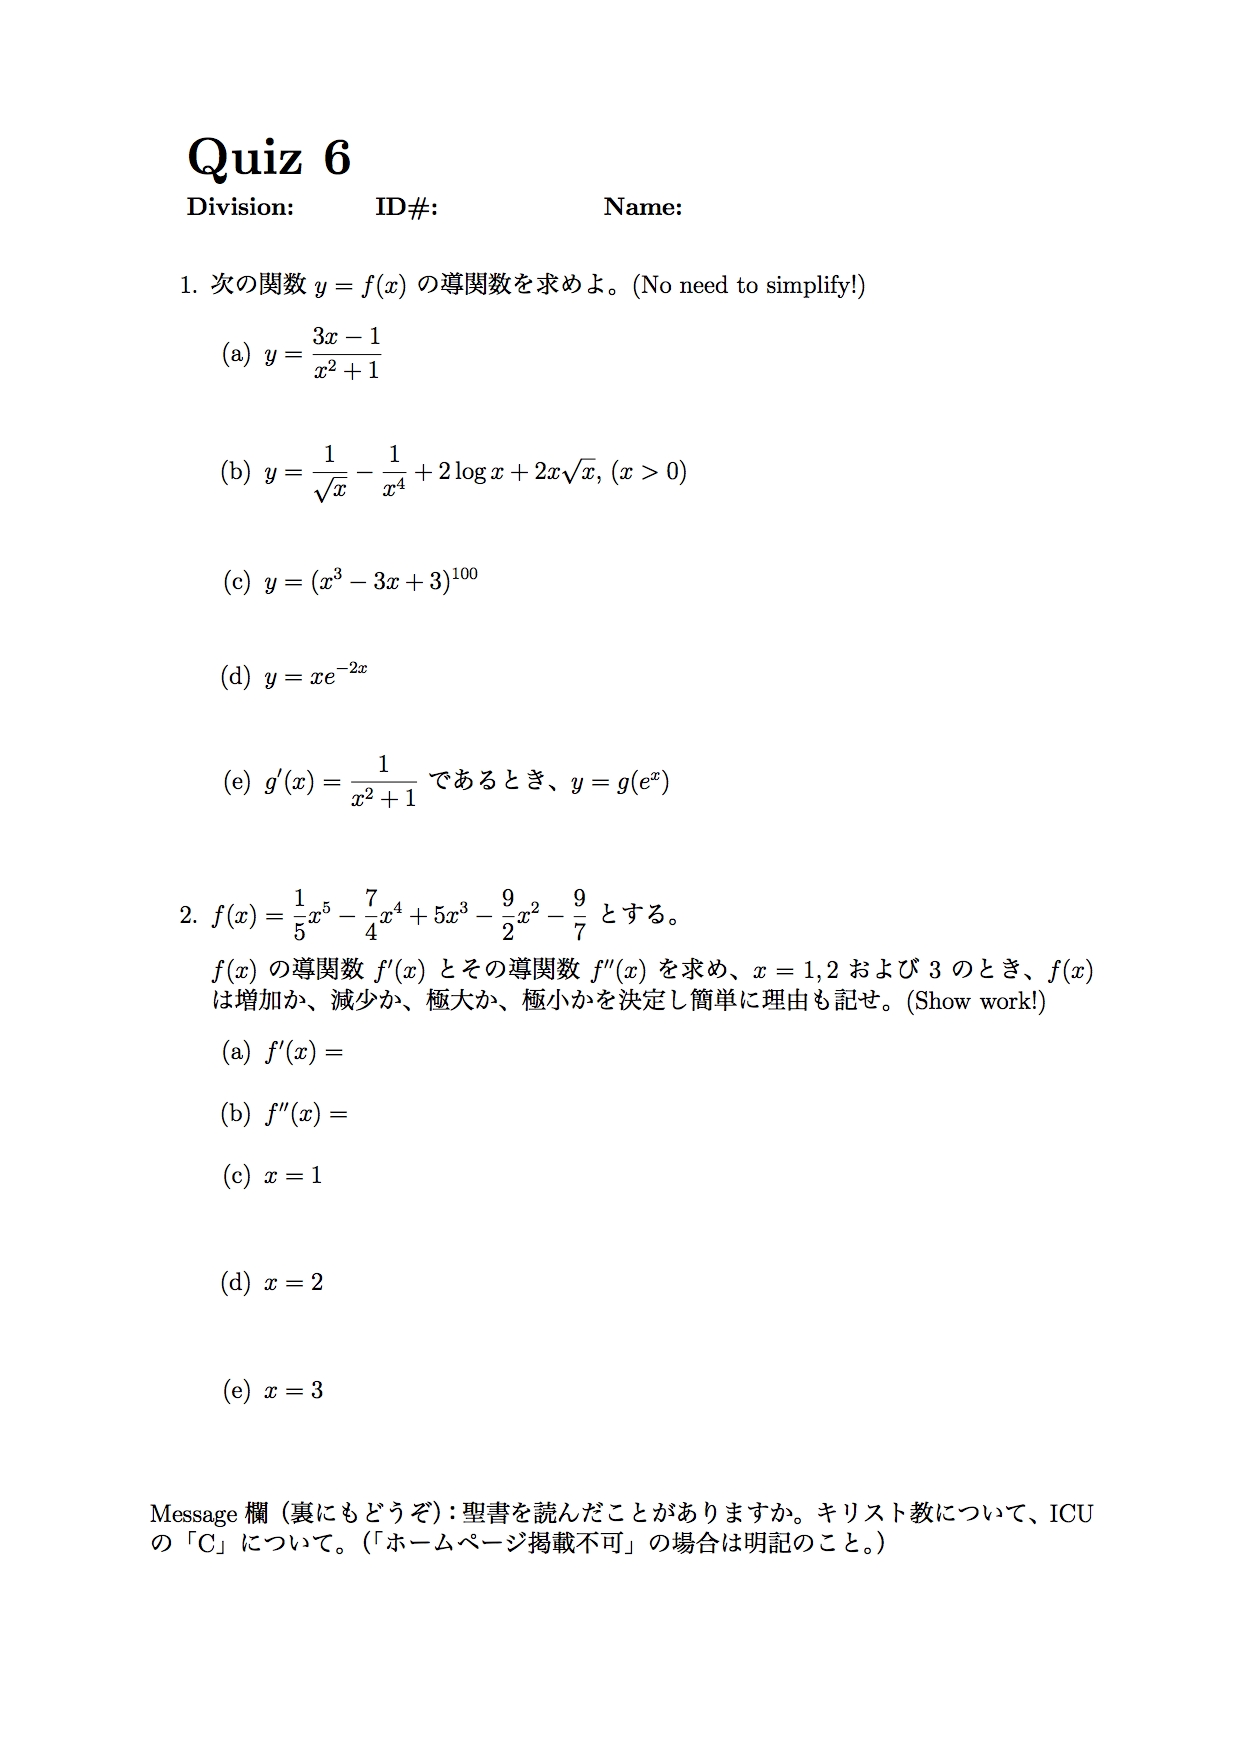 Quiz 6
Division: ID#: Name:
1. 次の関数 y = f(x) の導関数を求めよ。(No need to simplify!)
(a) y = \frac{3x − 1}{x^2 + 1}
(b) y = \frac{1}{\sqrt{x}} − \frac{1}{x^4} + 2 log x + 2x\sqrt{x}, (x > 0)
(c) y = (x^3 − 3x + 3)^{100}
(d) y = xe^{−2x}
(e) g′(x) = \frac{1}{x^2 + 1} であるとき、y = g(e^x)
2. f(x) = \frac{1}{5}x^5 − \frac{7}{4}x^4 + 5x^3 − \frac{9}{2}x^2 − \frac{9}{7} とする。
f(x) の導関数 f′(x) とその導関数 f′′(x) を求め、x = 1, 2 および 3 のとき、f(x)
は増加か、減少か、極大か、極小かを決定し簡単に理由も記せ。(Show work!)
(a) f′(x) =
(b) f′′(x) =
(c) x = 1
(d) x = 2
(e) x = 3
Message 欄（裏にもどうぞ）：聖書を読んだことがありますか。キリスト教について、ICU
の「C」について。（「ホームページ掲載不可」の場合は明記のこと。）